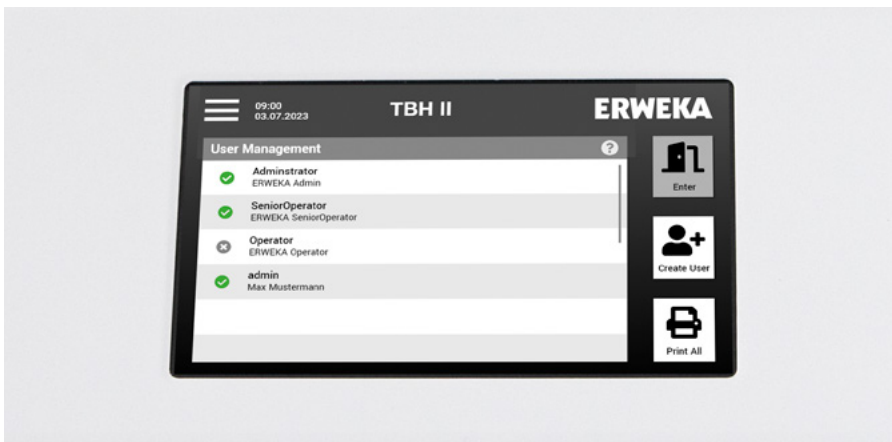 09:00
03.07.2023
TBH II
ERWEKA
User Management
?
Adminstrator
ERWEKA Admin
SeniorOperator
ERWEKA SeniorOperator
Operator
ERWEKA Operator
admin
Max Mustermann
Enter
Create User
Print All